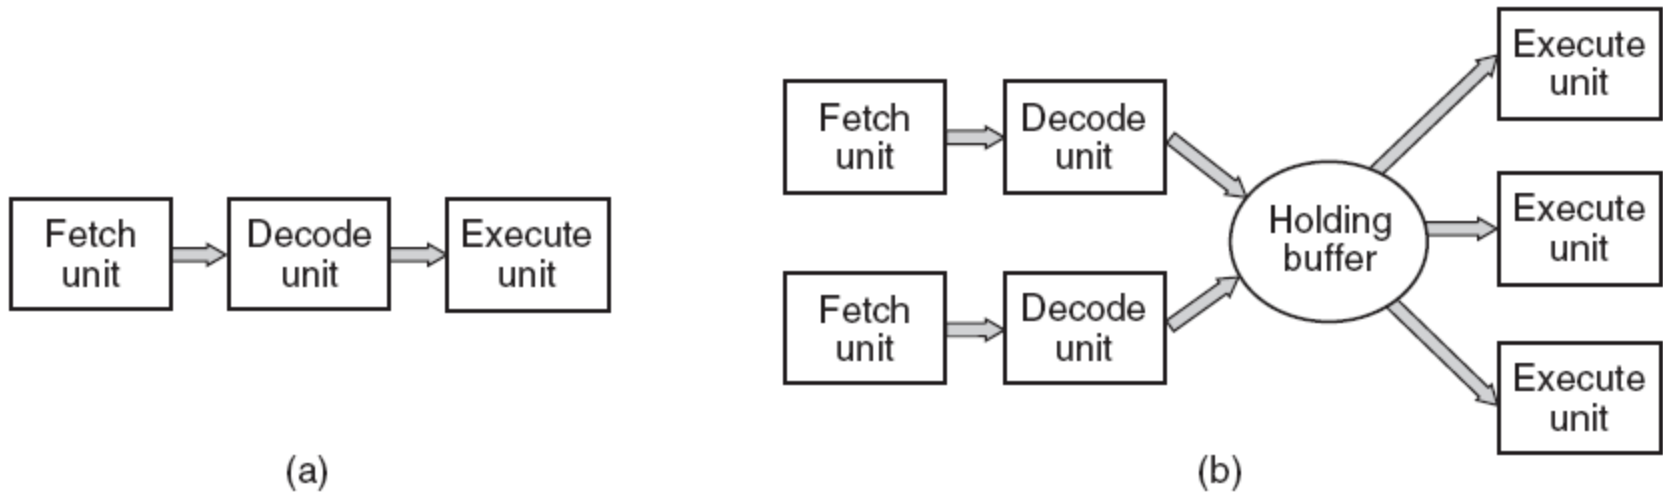 Fetch
unit
Decode
unit
Execute
unit
(a)
Fetch
unit
Decode
unit
Fetch
unit
Decode
unit
Holding
buffer
Execute
unit
Execute
unit
Execute
unit
(b)